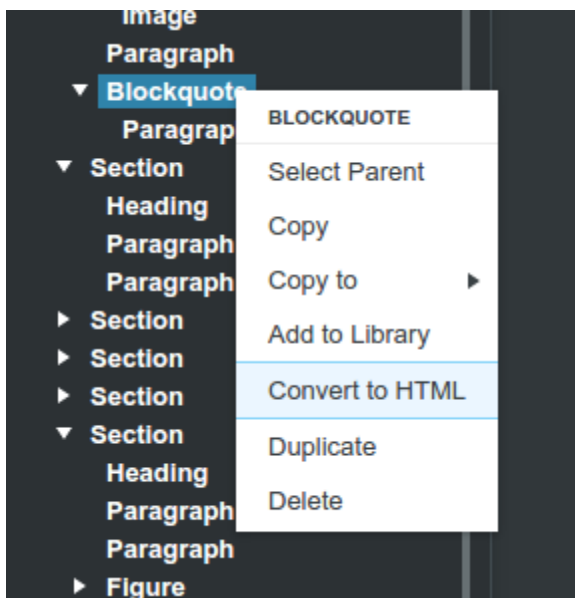 Image
Paragraph
Blockquote
Paragrap
Section
Heading
Paragraph
Paragraph
Section
Section
Section
Section
Heading
Paragraph
Paragraph
Figure
BLOCKQUOTE
Select Parent
Copy
Copy to
Add to Library
Convert to HTML
Duplicate
Delete